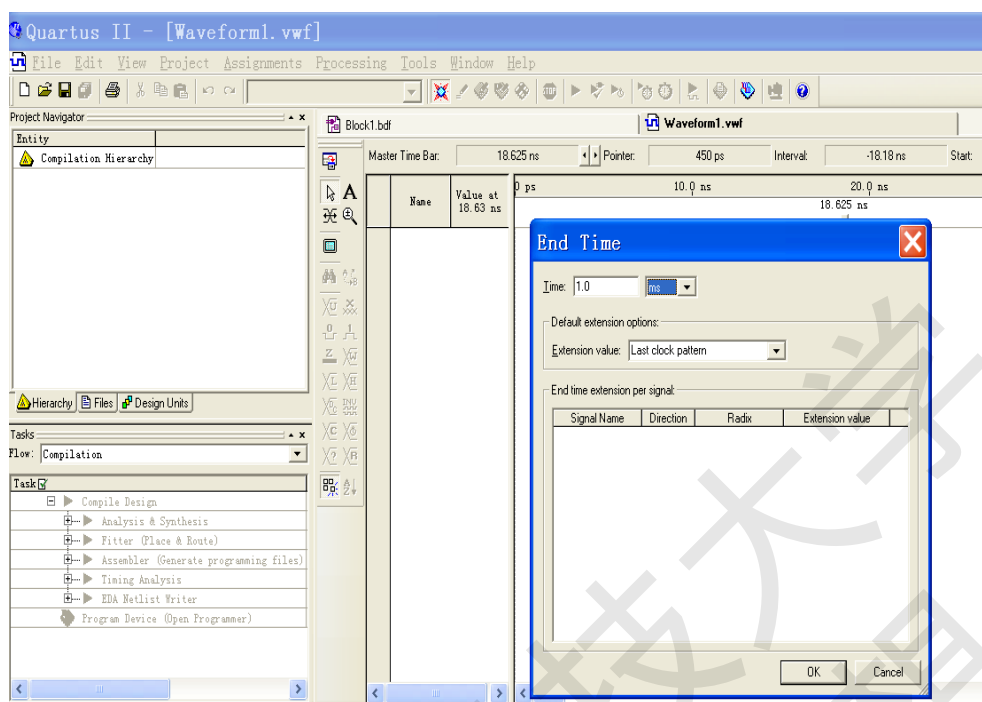 Quartus II - [Waveform1.vwf]
File Edit View Project Assignments Processing Tools Window Help
Project Navigator
Entity
Compilation Hierarchy
Hierarchy Files Design Units
Tasks
Flow: Compilation
Task
Compile Design
Analysis & Synthesis
Fitter (Place & Route)
Assembler (Generate programming files)
Timing Analysis
EDA Netlist Writer
Program Device (Open Programmer)
Block1.bdf
Waveform1.vwf
Master Time Bar: 18.625 ns Pointer: 450 ps Interval: -18.18 ns Start:
Name
Value at
18.63 ns
0 ps 10.0 ns 20.0 ns
18.625 ns
End Time
Time: 1.0 ms
Default extension options:
Extension value: Last clock pattern
End time extension per signal:
Signal Name Direction Radix Extension value
OK Cancel
技大学